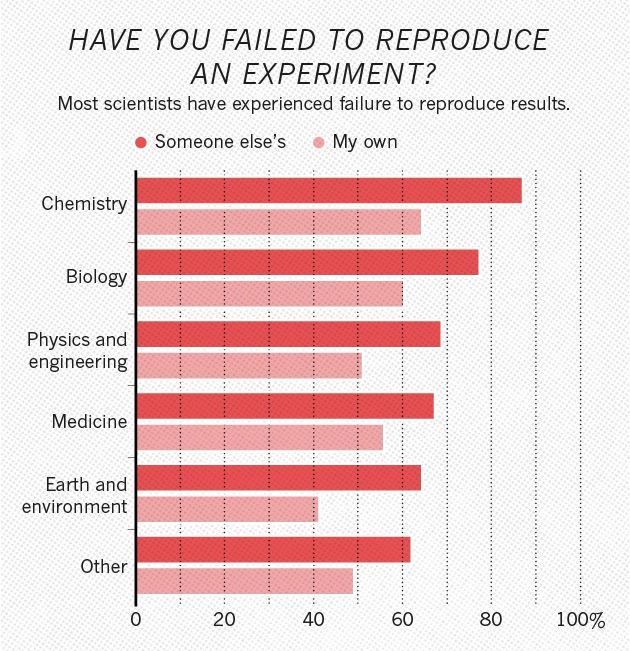 HAVE YOU FAILED TO REPRODUCE
AN EXPERIMENT?
Most scientists have experienced failure to reproduce results.
Someone else’s
My own
Chemistry
Biology
Physics and
engineering
Medicine
Earth and
environment
Other
0 20 40 60 80 100%